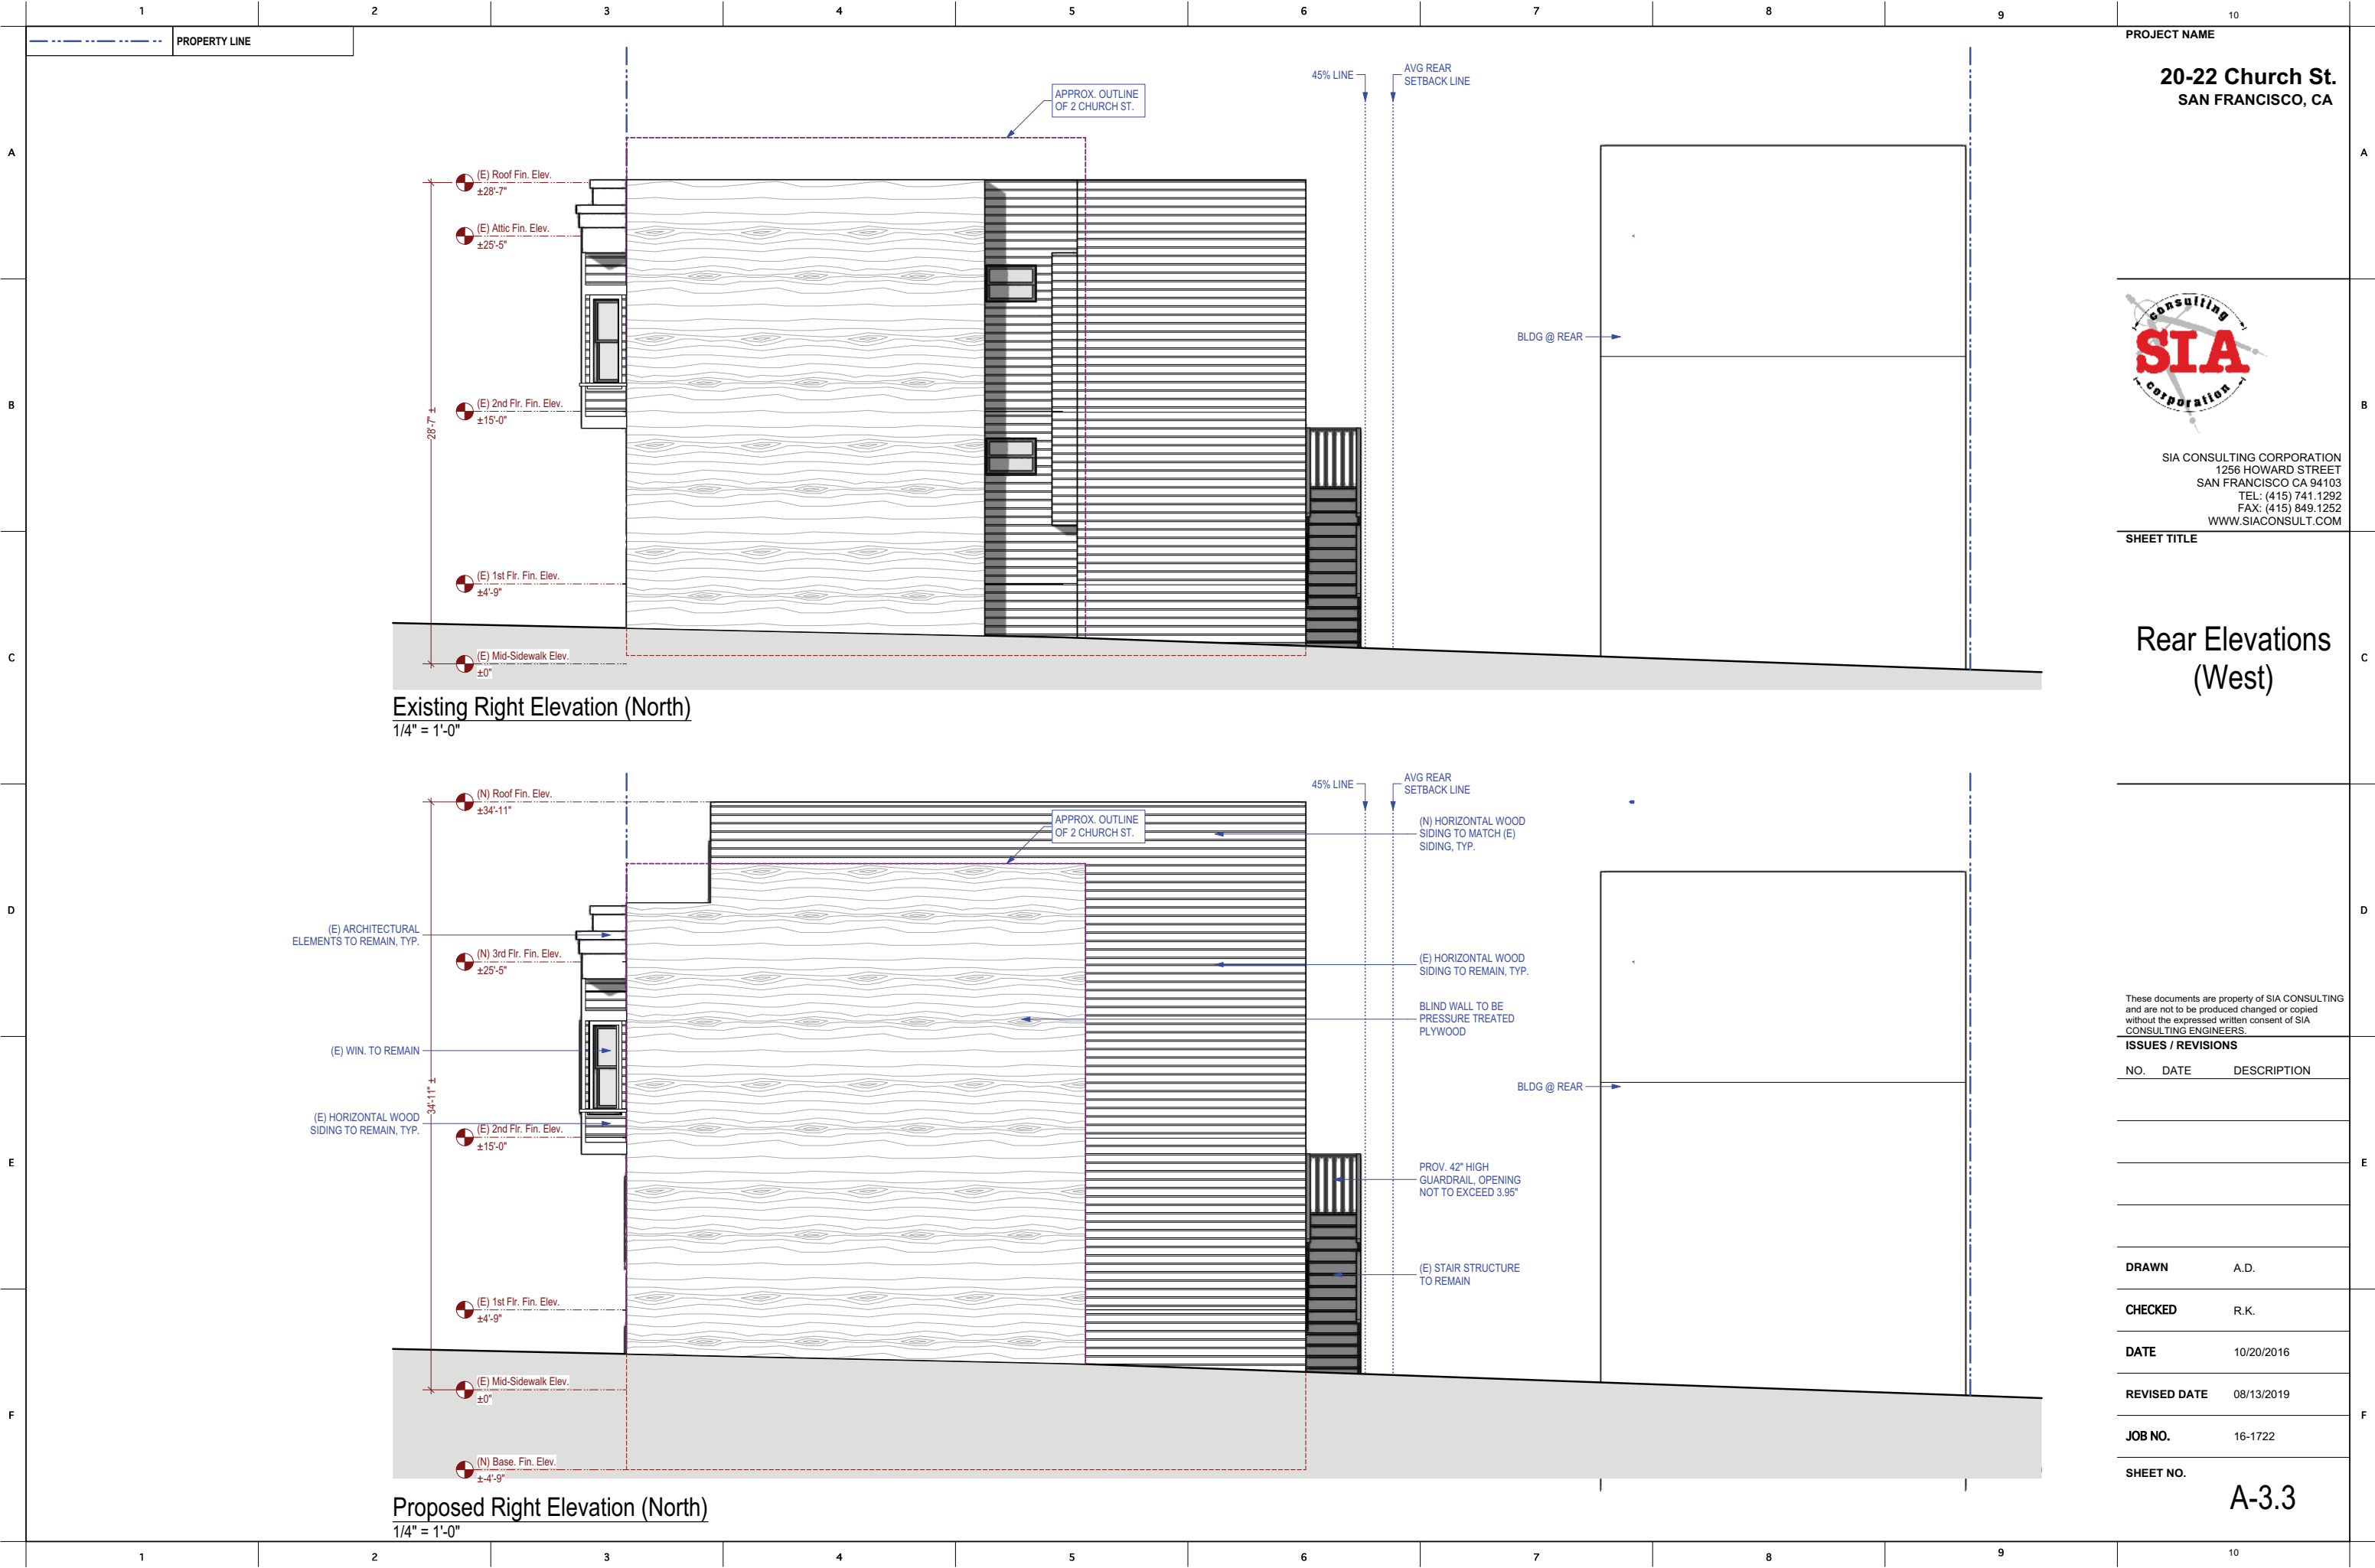 1 2 3 4 5 6 7 8 9 10
PROPERTY LINE
A
B
C
D
E
F
45% LINE
AVG REAR
SETBACK LINE
APPROX. OUTLINE
OF 2 CHURCH ST.
(E) Roof Fin. Elev.
±28'-7"
(E) Attic Fin. Elev.
±25'-5"
(E) 2nd Flr. Fin. Elev.
±15'-0"
28'-7" ±
(E) 1st Flr. Fin. Elev.
±4'-9"
(E) Mid-Sidewalk Elev.
±0"
BLDG @ REAR
Existing Right Elevation (North)
1/4" = 1'-0"
(N) Roof Fin. Elev.
±34'-11"
45% LINE
AVG REAR
SETBACK LINE
APPROX. OUTLINE
OF 2 CHURCH ST.
(N) HORIZONTAL WOOD
SIDING TO MATCH (E)
SIDING, TYP.
(E) ARCHITECTURAL
ELEMENTS TO REMAIN, TYP.
(N) 3rd Flr. Fin. Elev.
±25'-5"
(E) HORIZONTAL WOOD
SIDING TO REMAIN, TYP.
BLIND WALL TO BE
PRESSURE TREATED
PLYWOOD
(E) WIN. TO REMAIN
34'-11" ±
BLDG @ REAR
(E) HORIZONTAL WOOD
SIDING TO REMAIN, TYP.
(E) 2nd Flr. Fin. Elev.
±15'-0"
PROV. 42" HIGH
GUARDRAIL, OPENING
NOT TO EXCEED 3.95"
(E) STAIR STRUCTURE
TO REMAIN
(E) 1st Flr. Fin. Elev.
±4'-9"
(E) Mid-Sidewalk Elev.
±0"
(N) Base. Fin. Elev.
±-4'-9"
Proposed Right Elevation (North)
1/4" = 1'-0"
PROJECT NAME
20-22 Church St.
SAN FRANCISCO, CA
consulting
SIA
corporation
SIA CONSULTING CORPORATION
1256 HOWARD STREET
SAN FRANCISCO CA 94103
TEL: (415) 741.1292
FAX: (415) 849.1252
WWW.SIACONSULT.COM
SHEET TITLE
Rear Elevations
(West)
These documents are property of SIA CONSULTING
and are not to be produced changed or copied
without the expressed written consent of SIA
CONSULTING ENGINEERS.
ISSUES / REVISIONS
NO. DATE DESCRIPTION
DRAWN A.D.
CHECKED R.K.
DATE 10/20/2016
REVISED DATE 08/13/2019
JOB NO. 16-1722
SHEET NO.
A-3.3
A
B
C
D
E
F
1 2 3 4 5 6 7 8 9 10